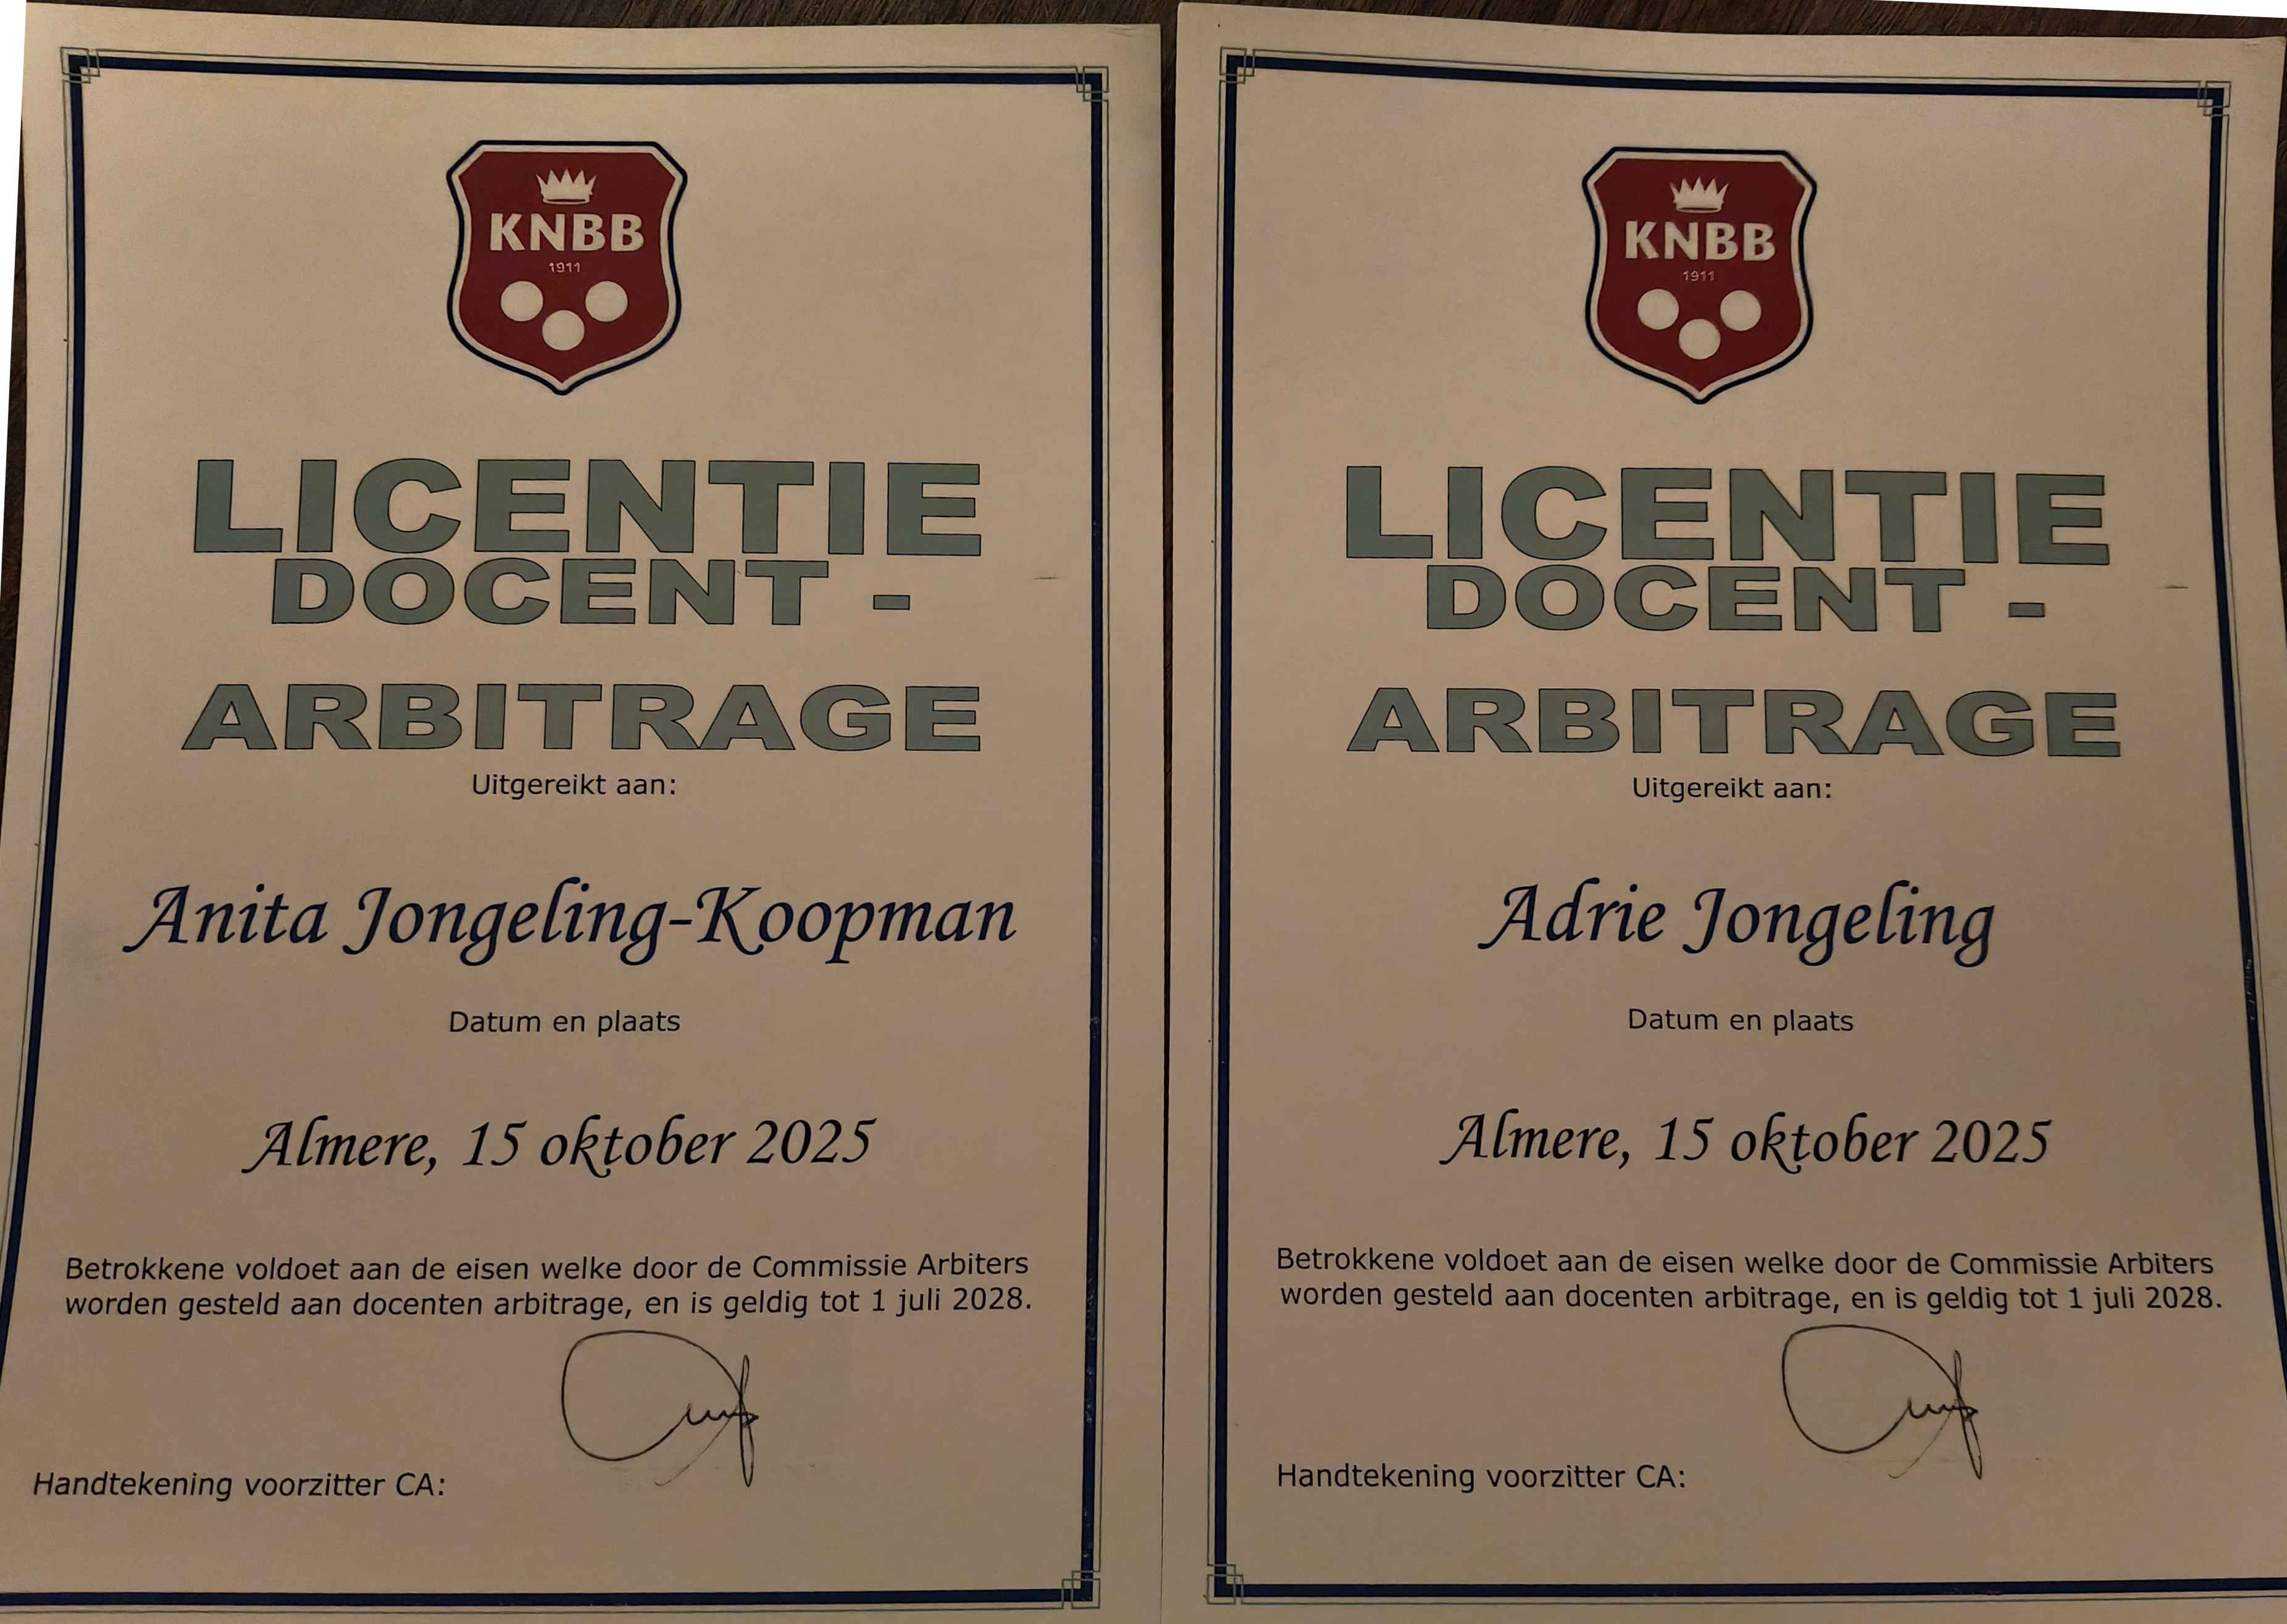 KNBB
1911
LICENTIE
DOCENT -
ARBITRAGE
Uitgereikt aan:
Anita Jongeling-Koopman
Datum en plaats
Almere, 15 oktober 2025
Betrokkene voldoet aan de eisen welke door de Commissie Arbiters
worden gesteld aan docenten arbitrage, en is geldig tot 1 juli 2028.
Handtekening voorzitter CA:
KNBB
1911
LICENTIE
DOCENT -
ARBITRAGE
Uitgereikt aan:
Adrie Jongeling
Datum en plaats
Almere, 15 oktober 2025
Betrokkene voldoet aan de eisen welke door de Commissie Arbiters
worden gesteld aan docenten arbitrage, en is geldig tot 1 juli 2028.
Handtekening voorzitter CA: